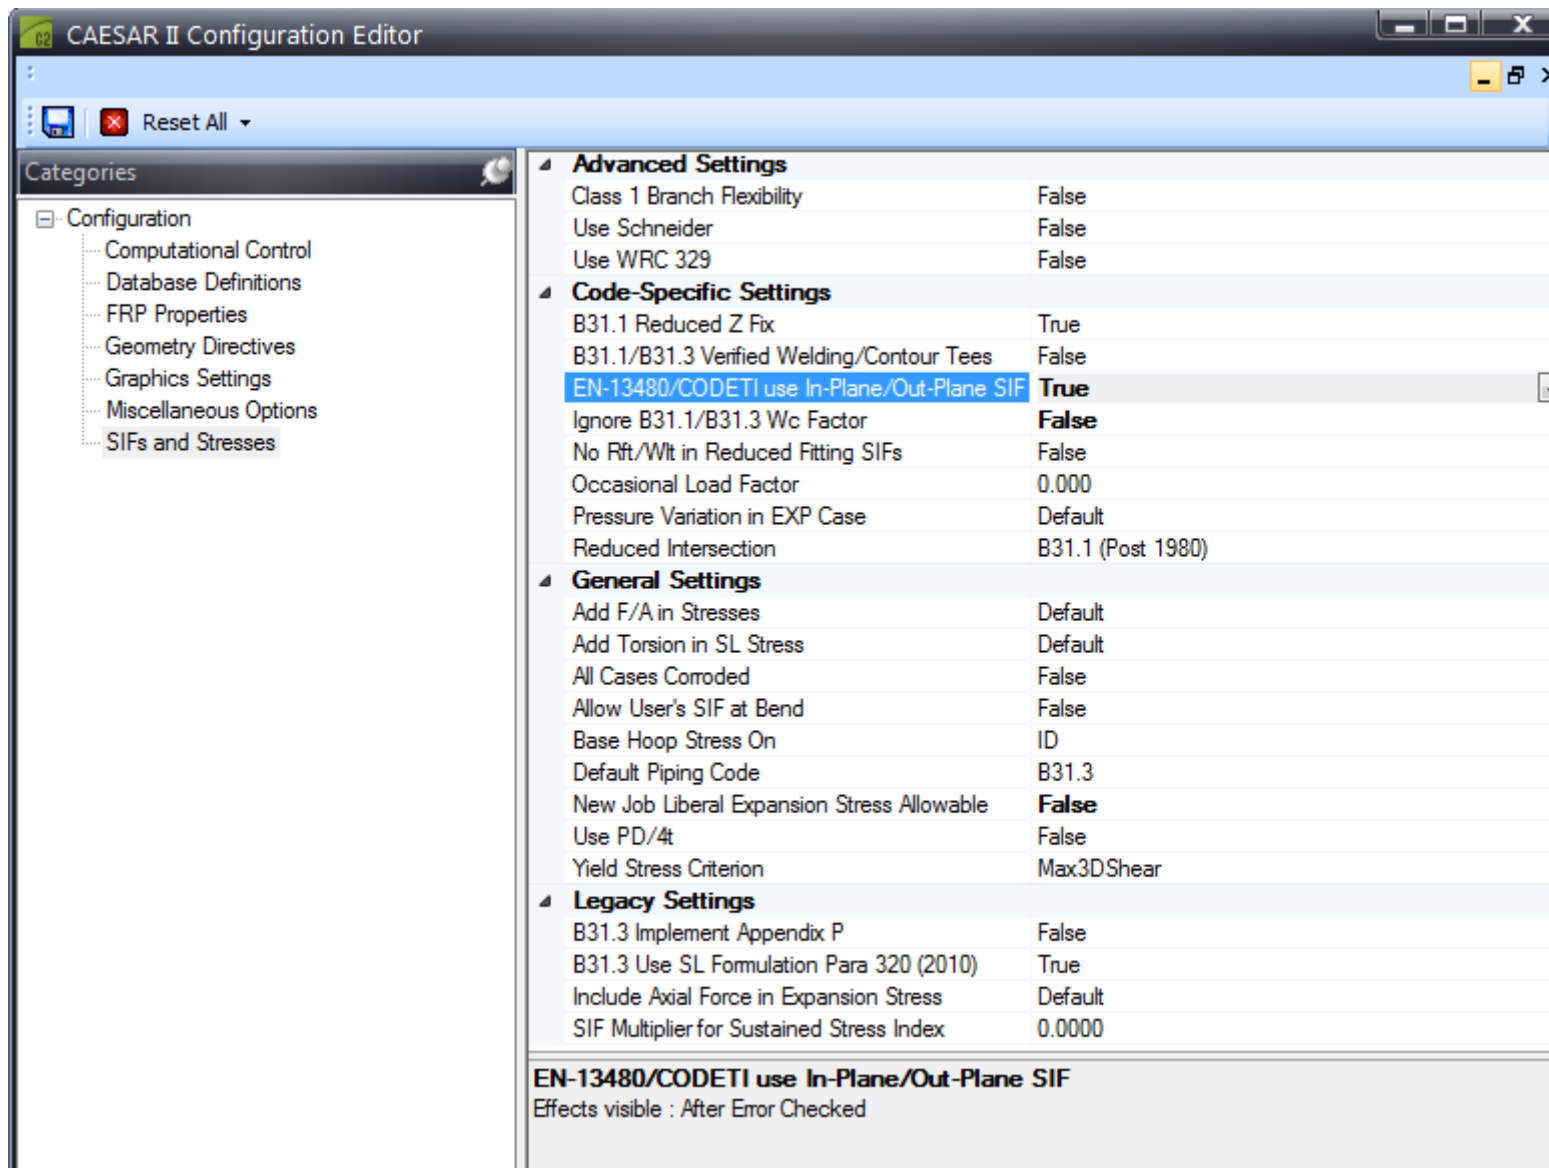 C2 CAESAR II Configuration Editor
Reset All
Categories
Configuration
Computational Control
Database Definitions
FRP Properties
Geometry Directives
Graphics Settings
Miscellaneous Options
SIFs and Stresses
Advanced Settings
Class 1 Branch Flexibility False
Use Schneider False
Use WRC 329 False
Code-Specific Settings
B31.1 Reduced Z Fix True
B31.1/B31.3 Verified Welding/Contour Tees False
EN-13480/CODETI use In-Plane/Out-Plane SIF True
Ignore B31.1/B31.3 Wc Factor False
No Rft/Wlt in Reduced Fitting SIFs False
Occasional Load Factor 0.000
Pressure Variation in EXP Case Default
Reduced Intersection B31.1 (Post 1980)
General Settings
Add F/A in Stresses Default
Add Torsion in SL Stress Default
All Cases Corroded False
Allow User's SIF at Bend False
Base Hoop Stress On ID
Default Piping Code B31.3
New Job Liberal Expansion Stress Allowable False
Use PD/4t False
Yield Stress Criterion Max3DShear
Legacy Settings
B31.3 Implement Appendix P False
B31.3 Use SL Formulation Para 320 (2010) True
Include Axial Force in Expansion Stress Default
SIF Multiplier for Sustained Stress Index 0.0000
EN-13480/CODETI use In-Plane/Out-Plane SIF
Effects visible : After Error Checked